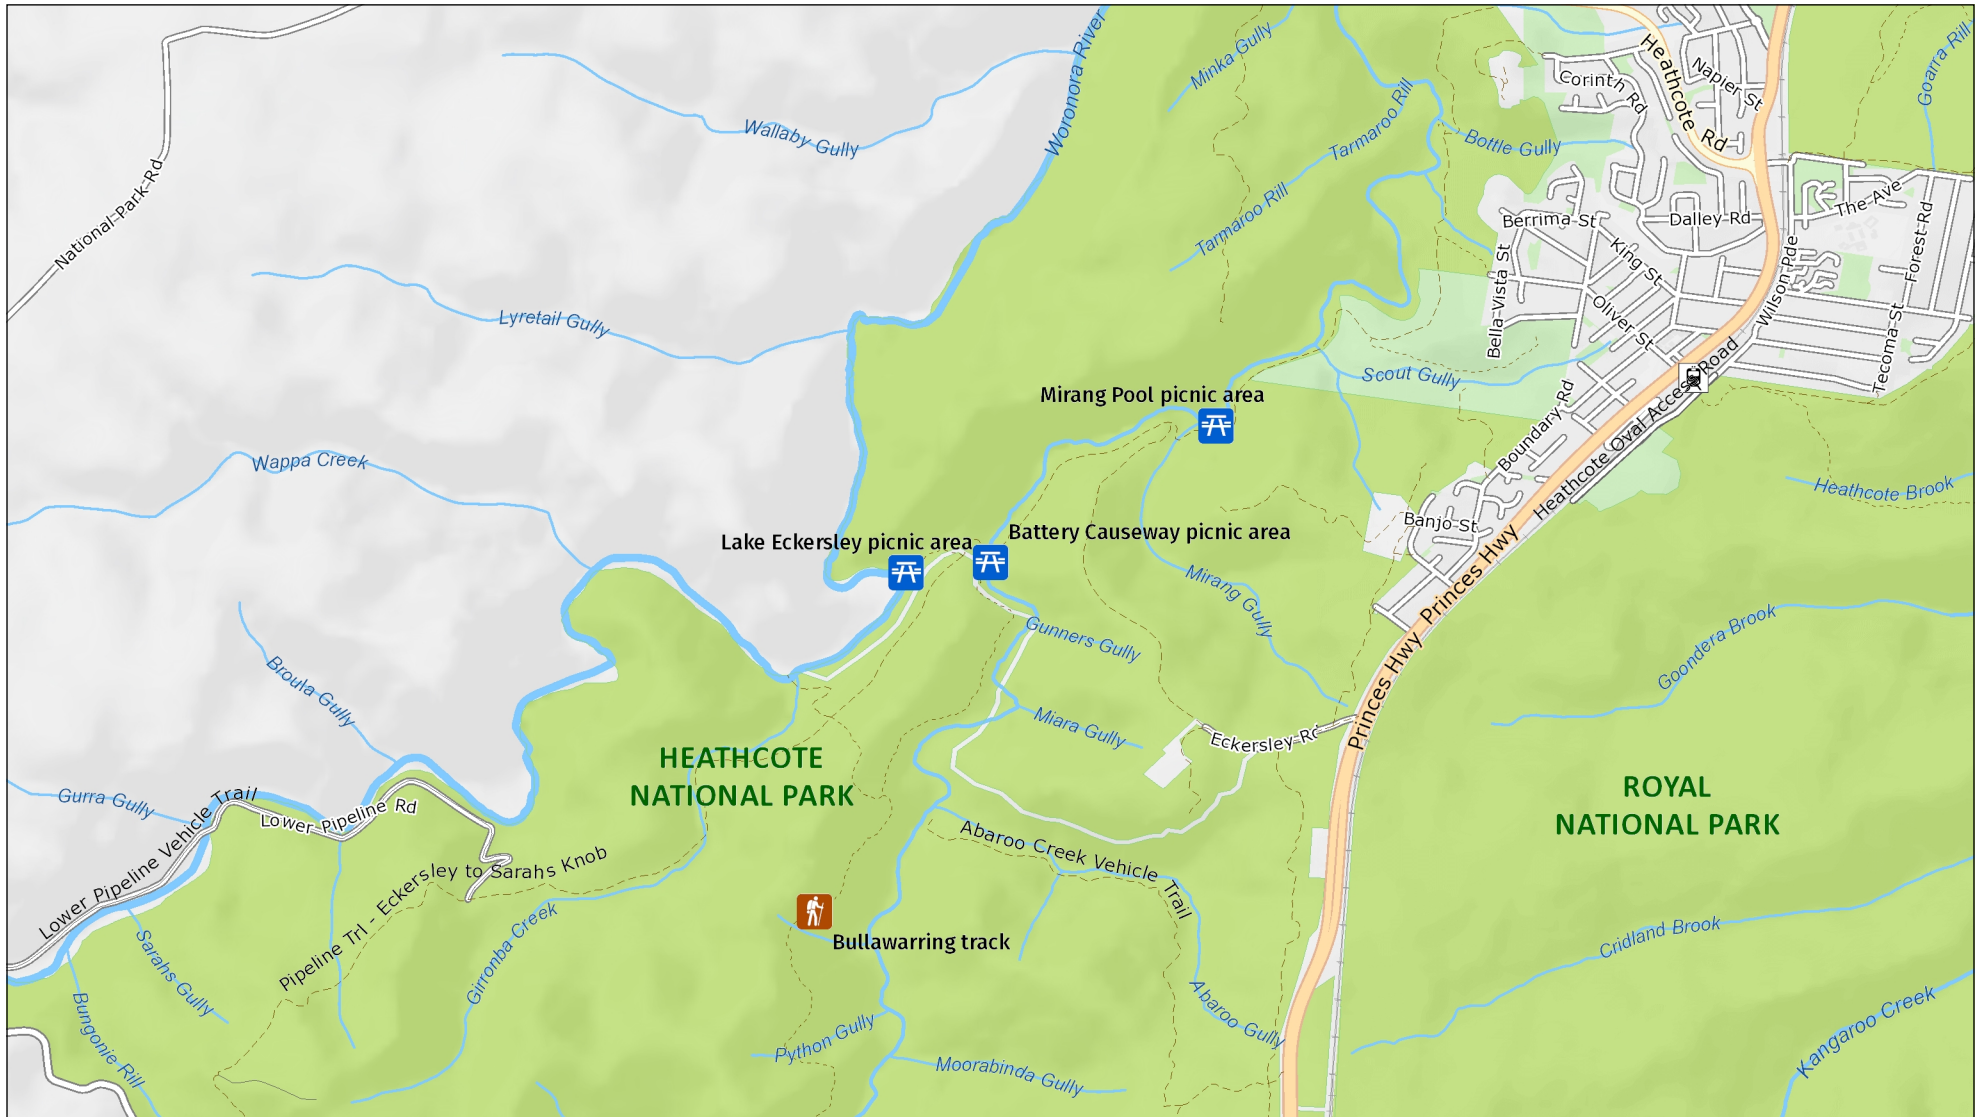 Woronora River
Minka Gully
Heathcote Rd
Napier St
Corinth Rd
Goarra Rill
Wallaby Gully
Tarmaroo Rill
Bottle Gully
National Park Rd
Tarmaroo Rill
Berrima St
Dalley Rd
The Ave
Forest Rd
King St
Bella Vista St
Wilson Pde
Oliver St
Lyretail Gully
Tecoma St
Scout Gully
Mirang Pool picnic area
Boundary Rd
Heathcote Oval Access Road
Wappa Creek
Heathcote Brook
Banjo St
Lake Eckersley picnic area
Battery Causeway picnic area
Princes Hwy
Mirang Gully
Gunners Gully
Goondera Brook
Princes Hwy
Broula Gully
Miara Gully
Eckersley Rd
HEATHCOTE
NATIONAL PARK
ROYAL
NATIONAL PARK
Gurra Gully
Lower Pipeline Vehicle Trail
Lower Pipeline Rd
Abaroo Creek Vehicle Trail
Pipeline Trl - Eckersley to Sarahs Knob
Girronba Creek
Bullawarring track
Cridland Brook
Sarahs Gully
Bungonie Rill
Abaroo Gully
Python Gully
Moorabinda Gully
Kangaroo Creek